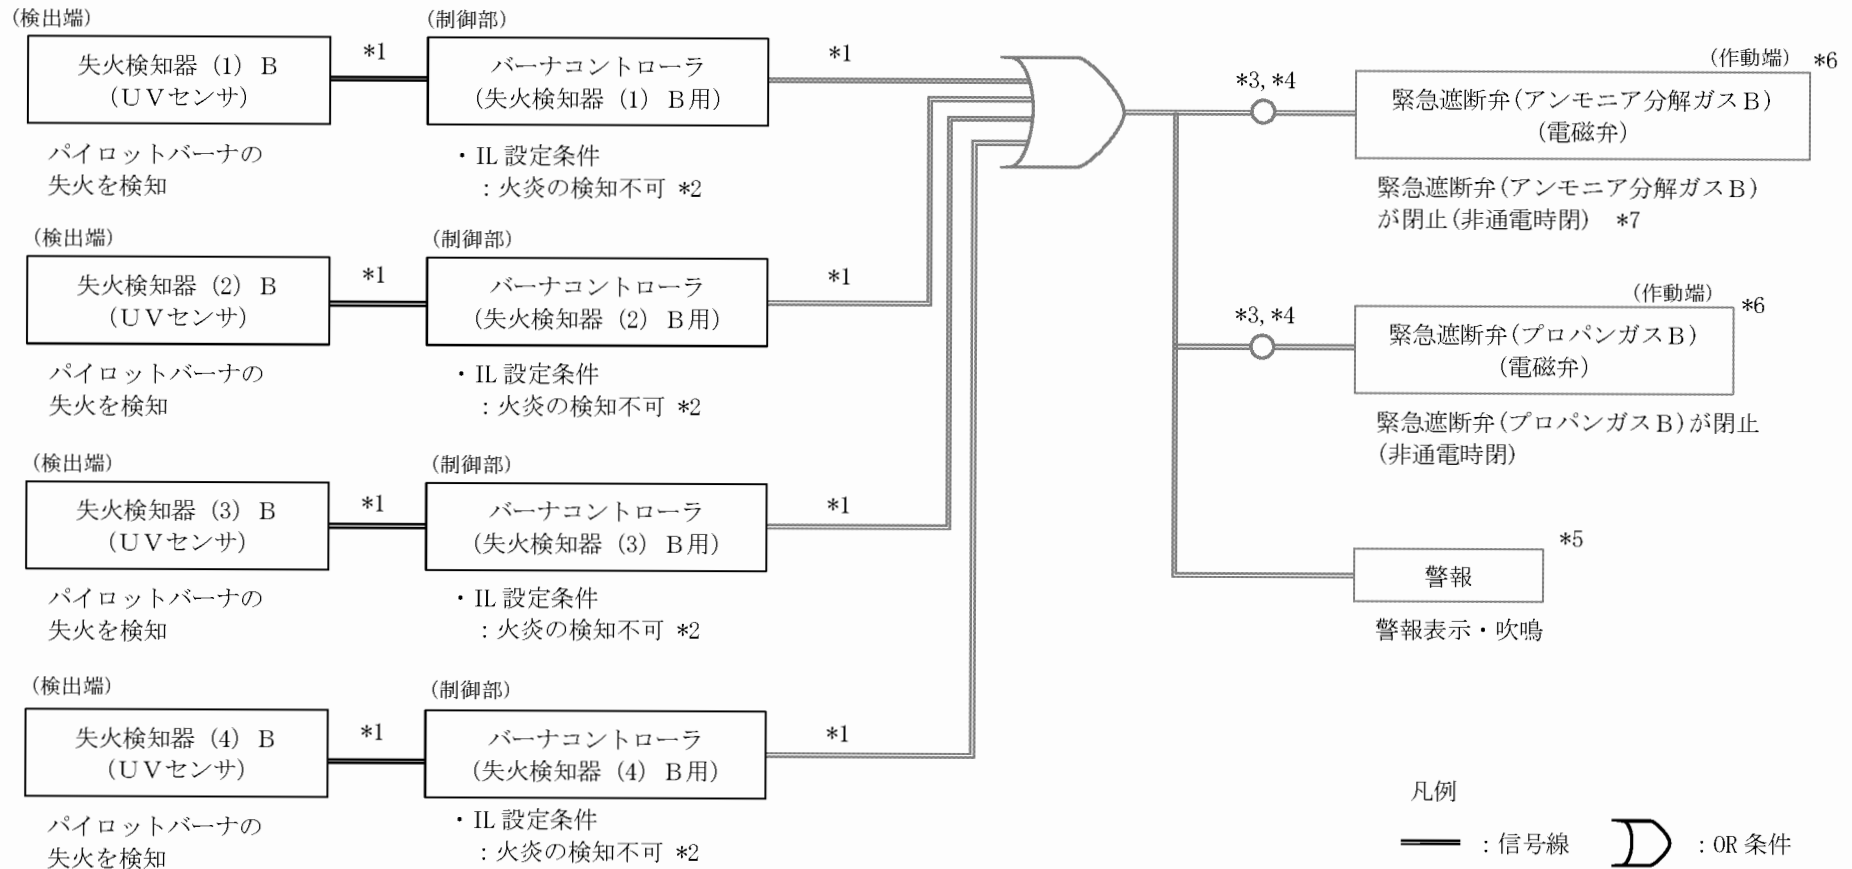 (検出端)
(制御部)
失火検知器 (1) B
(UVセンサ)
*1
バーナコントローラ
(失火検知器 (1) B用)
*1
パイロットバーナの
失火を検知
・IL 設定条件
：火炎の検知不可 *2
(検出端)
(制御部)
失火検知器 (2) B
(UVセンサ)
*1
バーナコントローラ
(失火検知器 (2) B用)
*1
パイロットバーナの
失火を検知
・IL 設定条件
：火炎の検知不可 *2
(検出端)
(制御部)
失火検知器 (3) B
(UVセンサ)
*1
バーナコントローラ
(失火検知器 (3) B用)
*1
パイロットバーナの
失火を検知
・IL 設定条件
：火炎の検知不可 *2
(検出端)
(制御部)
失火検知器 (4) B
(UVセンサ)
*1
バーナコントローラ
(失火検知器 (4) B用)
*1
パイロットバーナの
失火を検知
・IL 設定条件
：火炎の検知不可 *2
*3, *4
(作動端) *6
緊急遮断弁(アンモニア分解ガスB)
(電磁弁)
緊急遮断弁(アンモニア分解ガスB)
が閉止(非通電時閉) *7
*3, *4
(作動端) *6
緊急遮断弁(プロパンガスB)
(電磁弁)
緊急遮断弁(プロパンガスB)が閉止
(非通電時閉)
*5
警報
警報表示・吹鳴
凡例
：信号線
：OR 条件